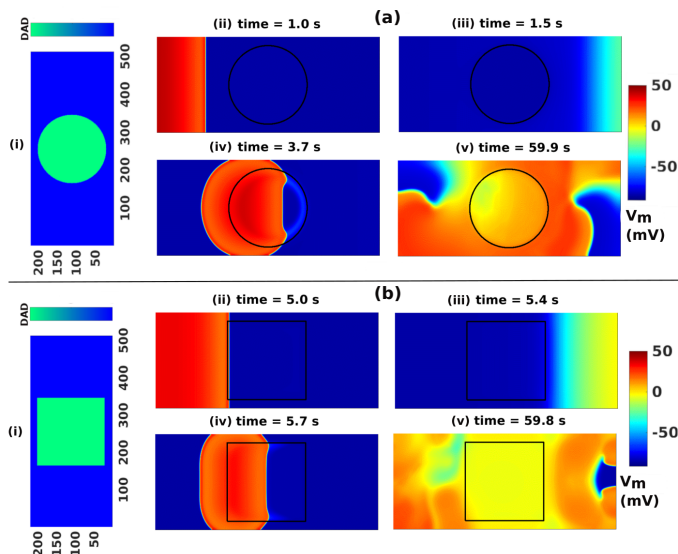 (a)
DAD
(i)
500
400
300
200
100
200 150 100 50
(ii) time = 1.0 s
(iii) time = 1.5 s
(iv) time = 3.7 s
(v) time = 59.9 s
50
0
-50
Vm
(mV)
(b)
DAD
(i)
500
400
300
200
100
200 150 100 50
(ii) time = 5.0 s
(iii) time = 5.4 s
(iv) time = 5.7 s
(v) time = 59.8 s
50
0
-50
Vm
(mV)